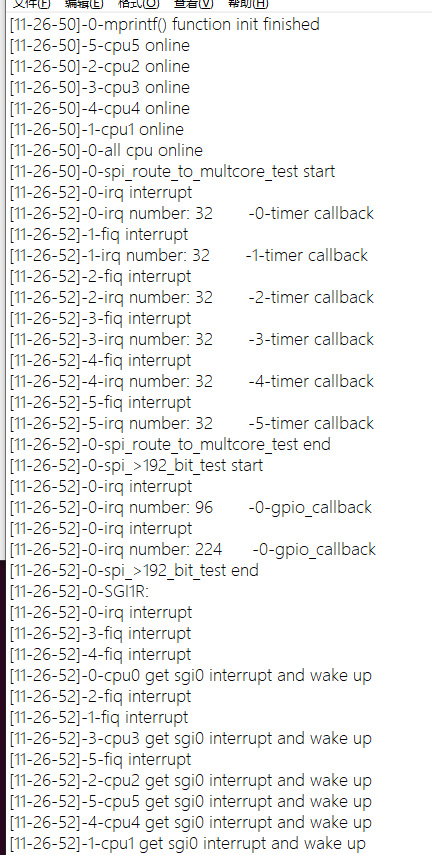 文件(F) 编辑(E) 格式(O) 查看(V) 帮助(H)
[11-26-50]-0-mprintf() function init finished
[11-26-50]-5-cpu5 online
[11-26-50]-2-cpu2 online
[11-26-50]-3-cpu3 online
[11-26-50]-4-cpu4 online
[11-26-50]-1-cpu1 online
[11-26-50]-0-all cpu online
[11-26-50]-0-spi_route_to_multcore_test start
[11-26-52]-0-irq interrupt
[11-26-52]-0-irq number: 32 -0-timer callback
[11-26-52]-1-fiq interrupt
[11-26-52]-1-irq number: 32 -1-timer callback
[11-26-52]-2-fiq interrupt
[11-26-52]-2-irq number: 32 -2-timer callback
[11-26-52]-3-fiq interrupt
[11-26-52]-3-irq number: 32 -3-timer callback
[11-26-52]-4-fiq interrupt
[11-26-52]-4-irq number: 32 -4-timer callback
[11-26-52]-5-fiq interrupt
[11-26-52]-5-irq number: 32 -5-timer callback
[11-26-52]-0-spi_route_to_multcore_test end
[11-26-52]-0-spi_>192_bit_test start
[11-26-52]-0-irq interrupt
[11-26-52]-0-irq number: 96 -0-gpio_callback
[11-26-52]-0-irq interrupt
[11-26-52]-0-irq number: 224 -0-gpio_callback
[11-26-52]-0-spi_>192_bit_test end
[11-26-52]-0-SGI1R:
[11-26-52]-0-irq interrupt
[11-26-52]-3-fiq interrupt
[11-26-52]-4-fiq interrupt
[11-26-52]-0-cpu0 get sgi0 interrupt and wake up
[11-26-52]-2-fiq interrupt
[11-26-52]-1-fiq interrupt
[11-26-52]-3-cpu3 get sgi0 interrupt and wake up
[11-26-52]-5-fiq interrupt
[11-26-52]-2-cpu2 get sgi0 interrupt and wake up
[11-26-52]-5-cpu5 get sgi0 interrupt and wake up
[11-26-52]-4-cpu4 get sgi0 interrupt and wake up
[11-26-52]-1-cpu1 get sgi0 interrupt and wake up